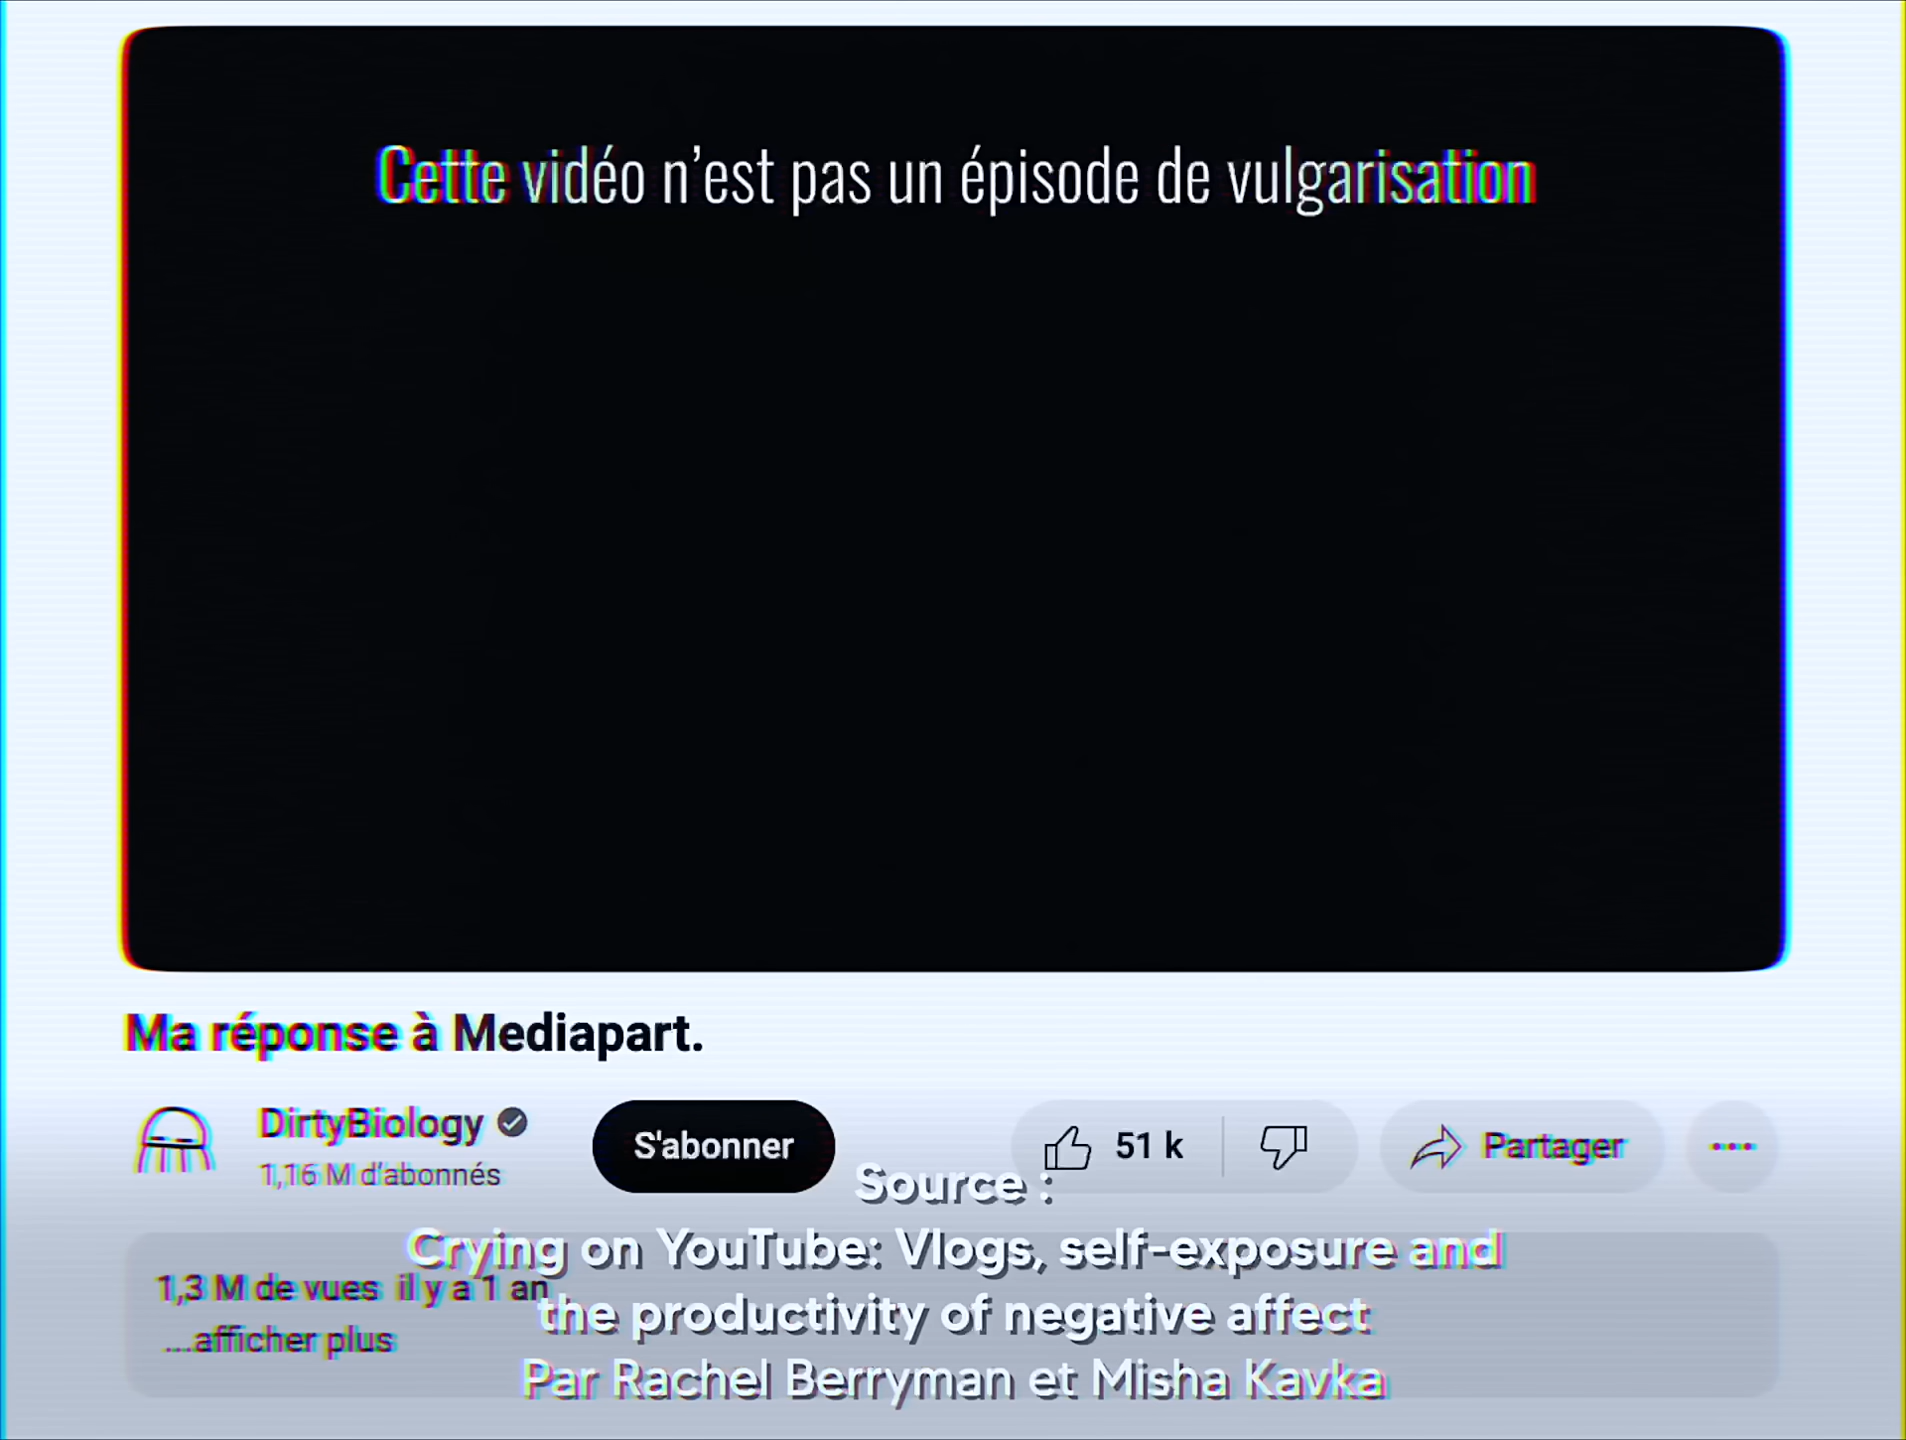 Cette vidéo n'est pas un épisode de vulgarisation
Ma réponse à Mediapart.
DirtyBiology
1,16 M d'abonnés
S'abonner
51 k
Partager
1,3 M de vues il y a 1 an
...afficher plus
Source :
Crying on YouTube: Vlogs, self-exposure and
the productivity of negative affect
Par Rachel Berryman et Misha Kavka